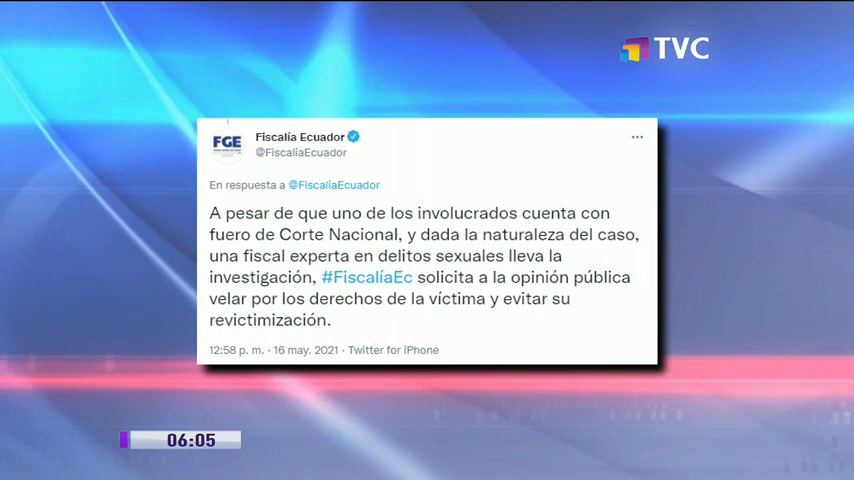 TVC
FGE
Fiscalía Ecuador
@FiscaliaEcuador
En respuesta a @FiscaliaEcuador
A pesar de que uno de los involucrados cuenta con
fuero de Corte Nacional, y dada la naturaleza del caso,
una fiscal experta en delitos sexuales lleva la
investigación, #FiscalíaEc solicita a la opinión pública
velar por los derechos de la víctima y evitar su
revictimización.
12:58 p. m. · 16 may. 2021 · Twitter for iPhone
06:05